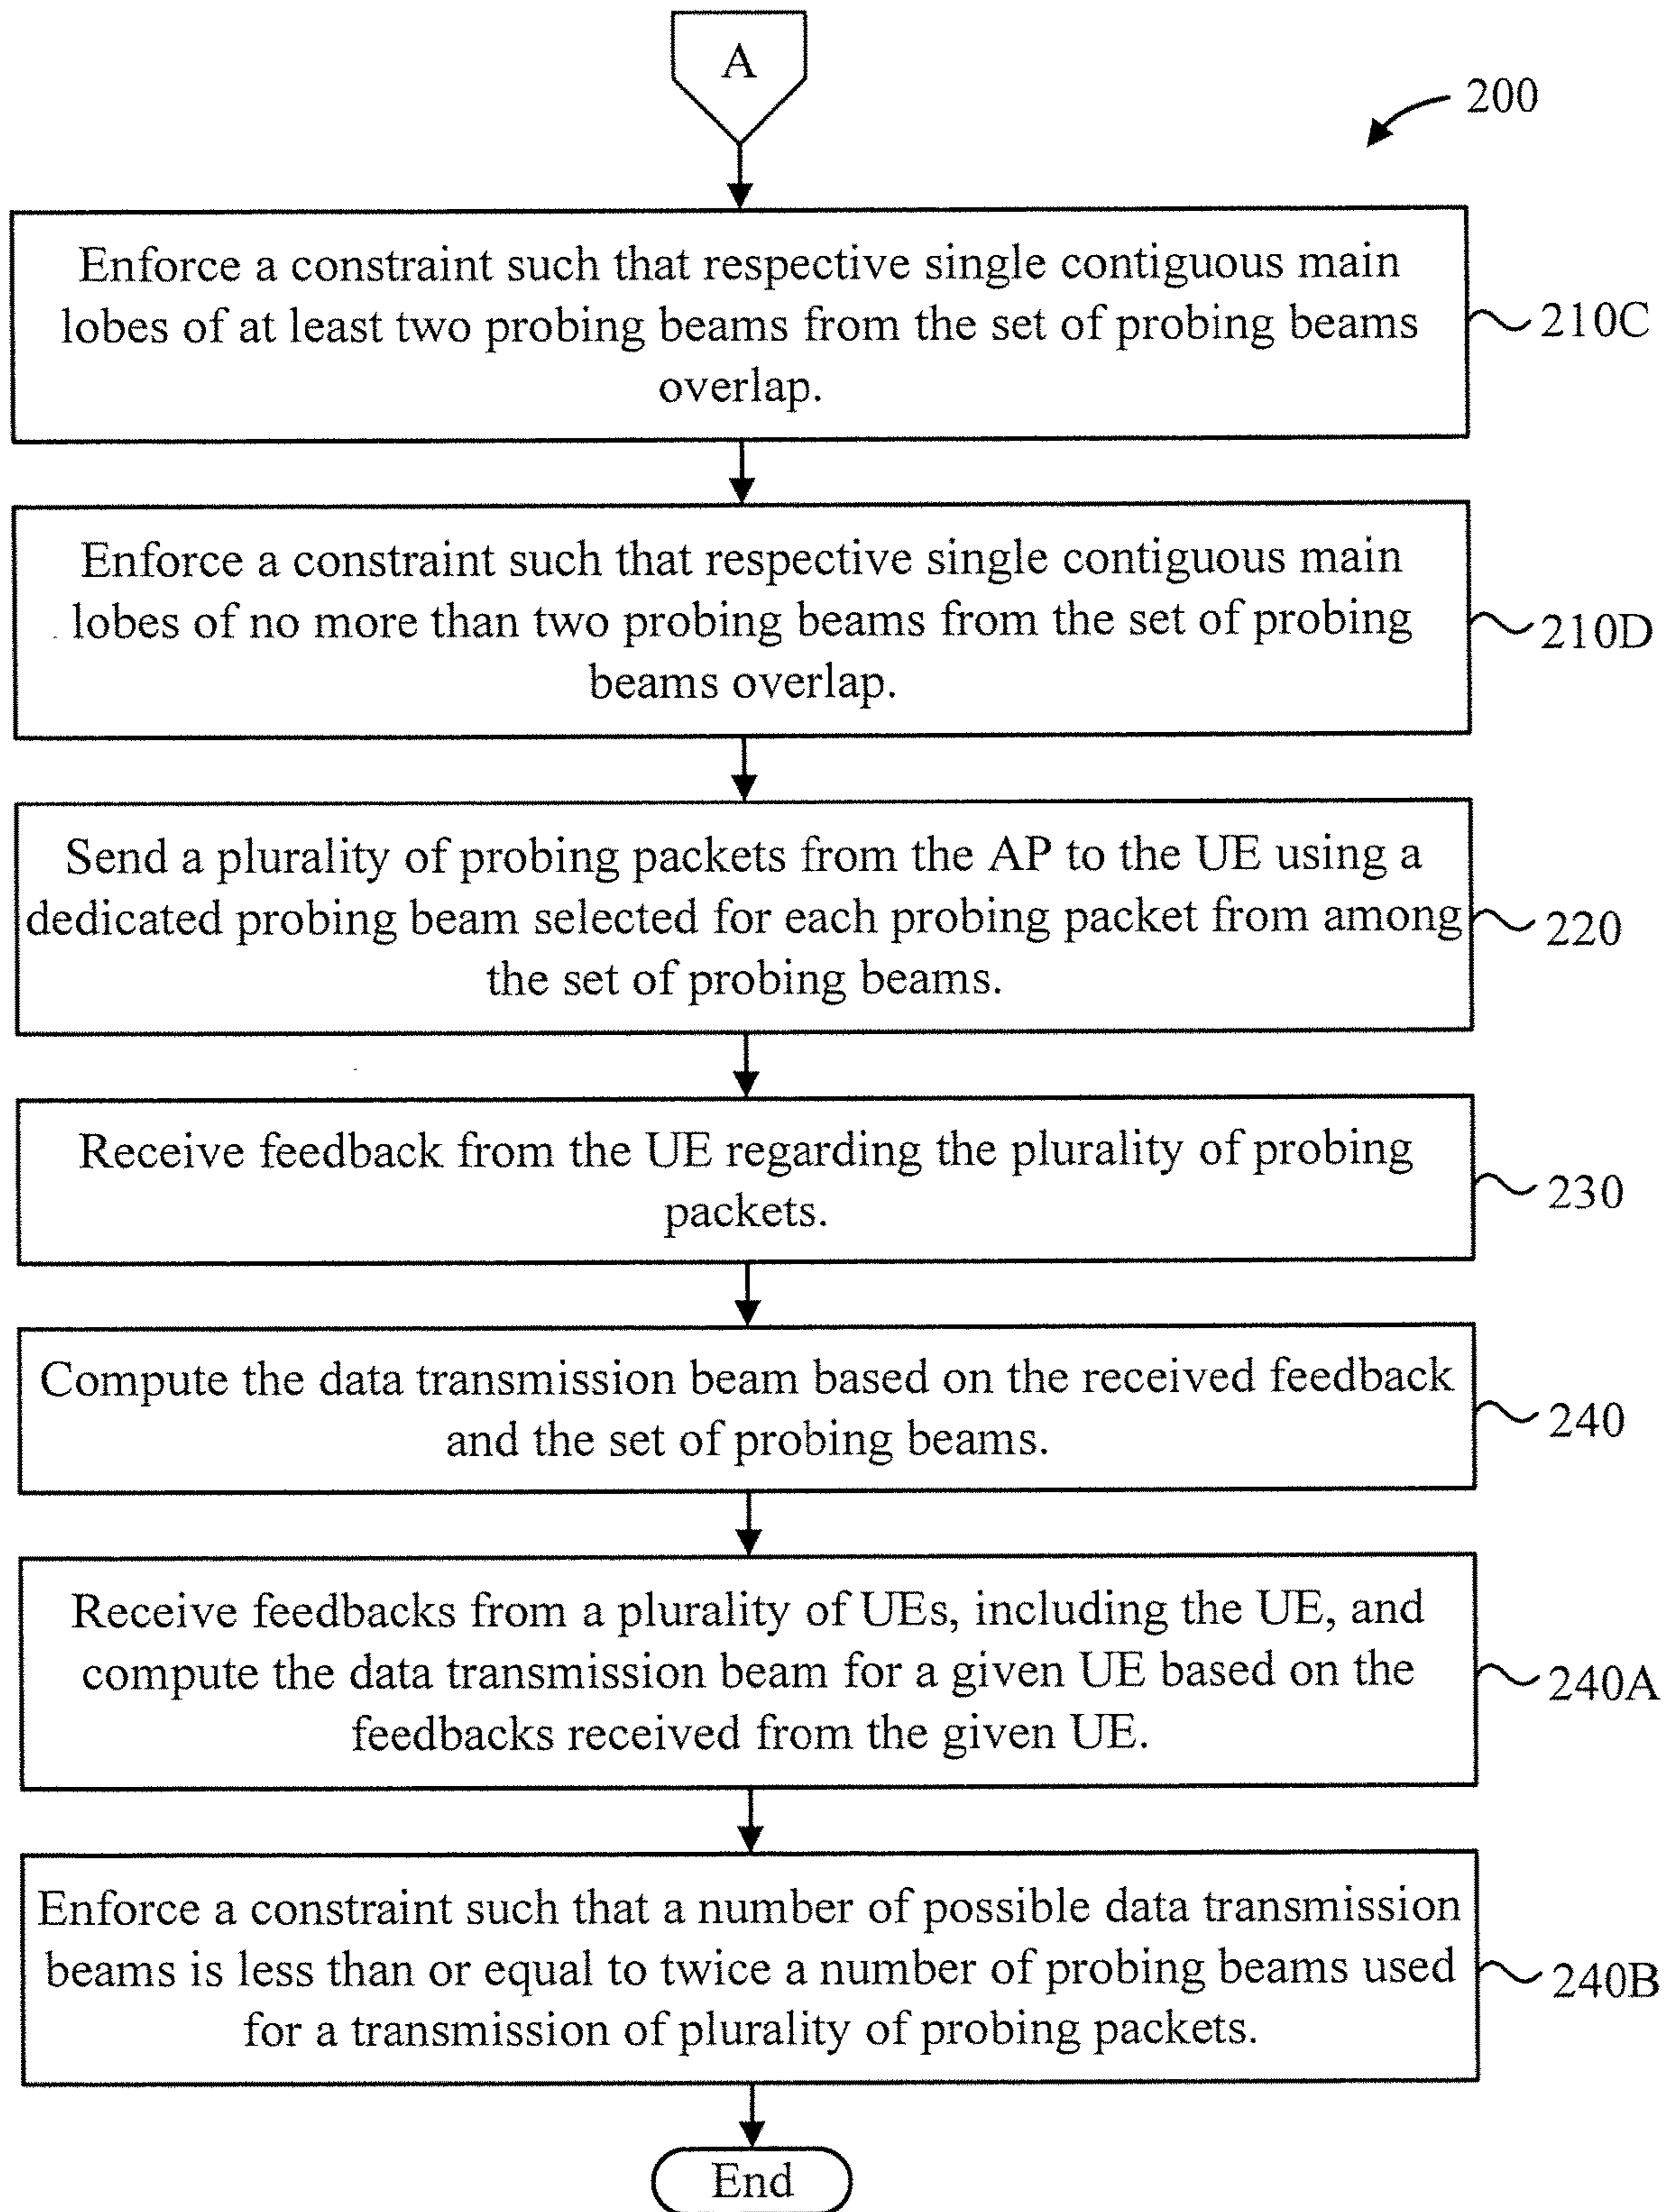 A
200
Enforce a constraint such that respective single contiguous main
lobes of at least two probing beams from the set of probing beams
overlap.
210C
Enforce a constraint such that respective single contiguous main
lobes of no more than two probing beams from the set of probing
beams overlap.
210D
Send a plurality of probing packets from the AP to the UE using a
dedicated probing beam selected for each probing packet from among
the set of probing beams.
220
Receive feedback from the UE regarding the plurality of probing
packets.
230
Compute the data transmission beam based on the received feedback
and the set of probing beams.
240
Receive feedbacks from a plurality of UEs, including the UE, and
compute the data transmission beam for a given UE based on the
feedbacks received from the given UE.
240A
Enforce a constraint such that a number of possible data transmission
beams is less than or equal to twice a number of probing beams used
for a transmission of plurality of probing packets.
240B
End